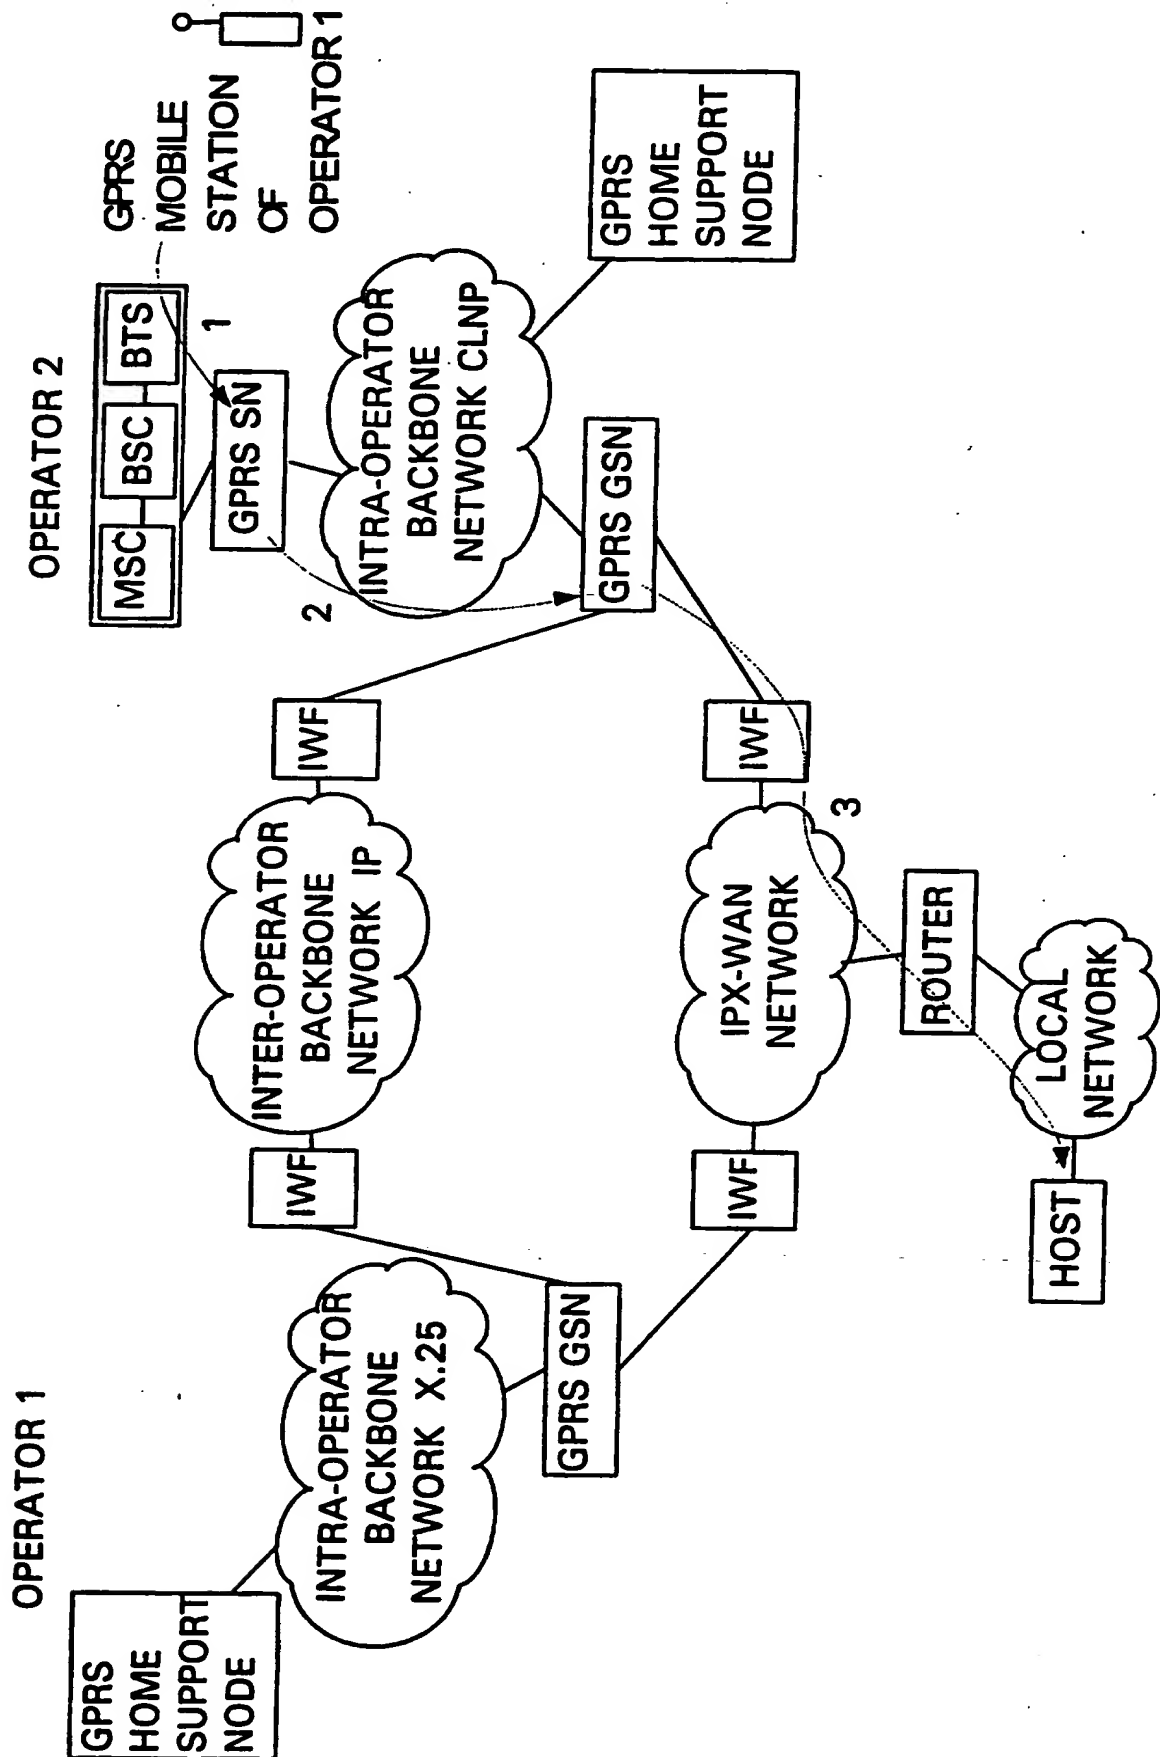 OPERATOR 1
GPRS
HOME
SUPPORT
NODE
INTRA-OPERATOR
BACKBONE
NETWORK X.25
GPRS GSN
IWF
INTER-OPERATOR
BACKBONE
NETWORK IP
IWF
IWF
IPX-WAN
NETWORK
IWF
3
ROUTER
LOCAL
NETWORK
HOST
OPERATOR 2
MSC
BSC
BTS
1
GPRS SN
2
INTRA-OPERATOR
BACKBONE
NETWORK CLNP
GPRS GSN
GPRS
MOBILE
STATION
OF
OPERATOR 1
GPRS
HOME
SUPPORT
NODE